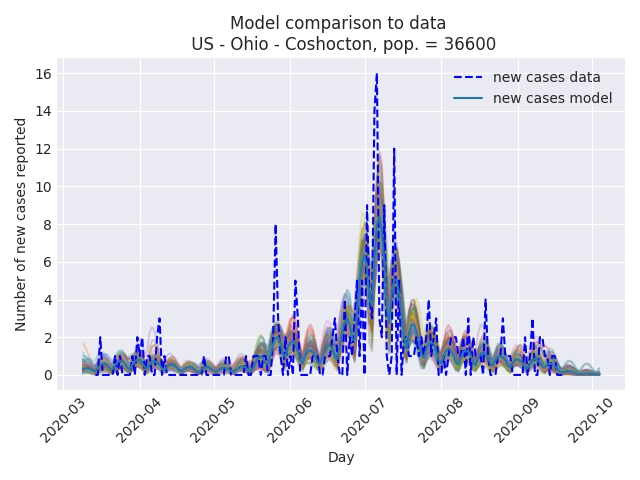 Model comparison to data
US - Ohio - Coshocton, pop. = 36600
new cases data
new cases model
Number of new cases reported
16
14
12
10
8
6
4
2
0
2020-03
2020-04
2020-05
2020-06
2020-07
2020-08
2020-09
2020-10
Day